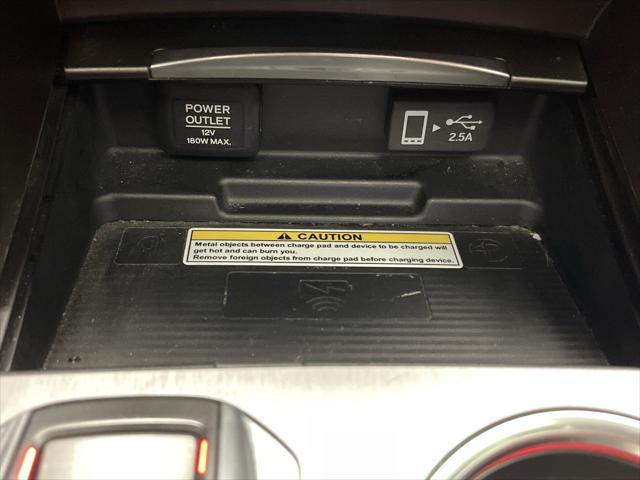 POWER
OUTLET
12V
180W MAX.
2.5A
CAUTION
Metal objects between charge pad and device to be charged will
get hot and can burn you.
Remove foreign objects from charge pad before charging device.